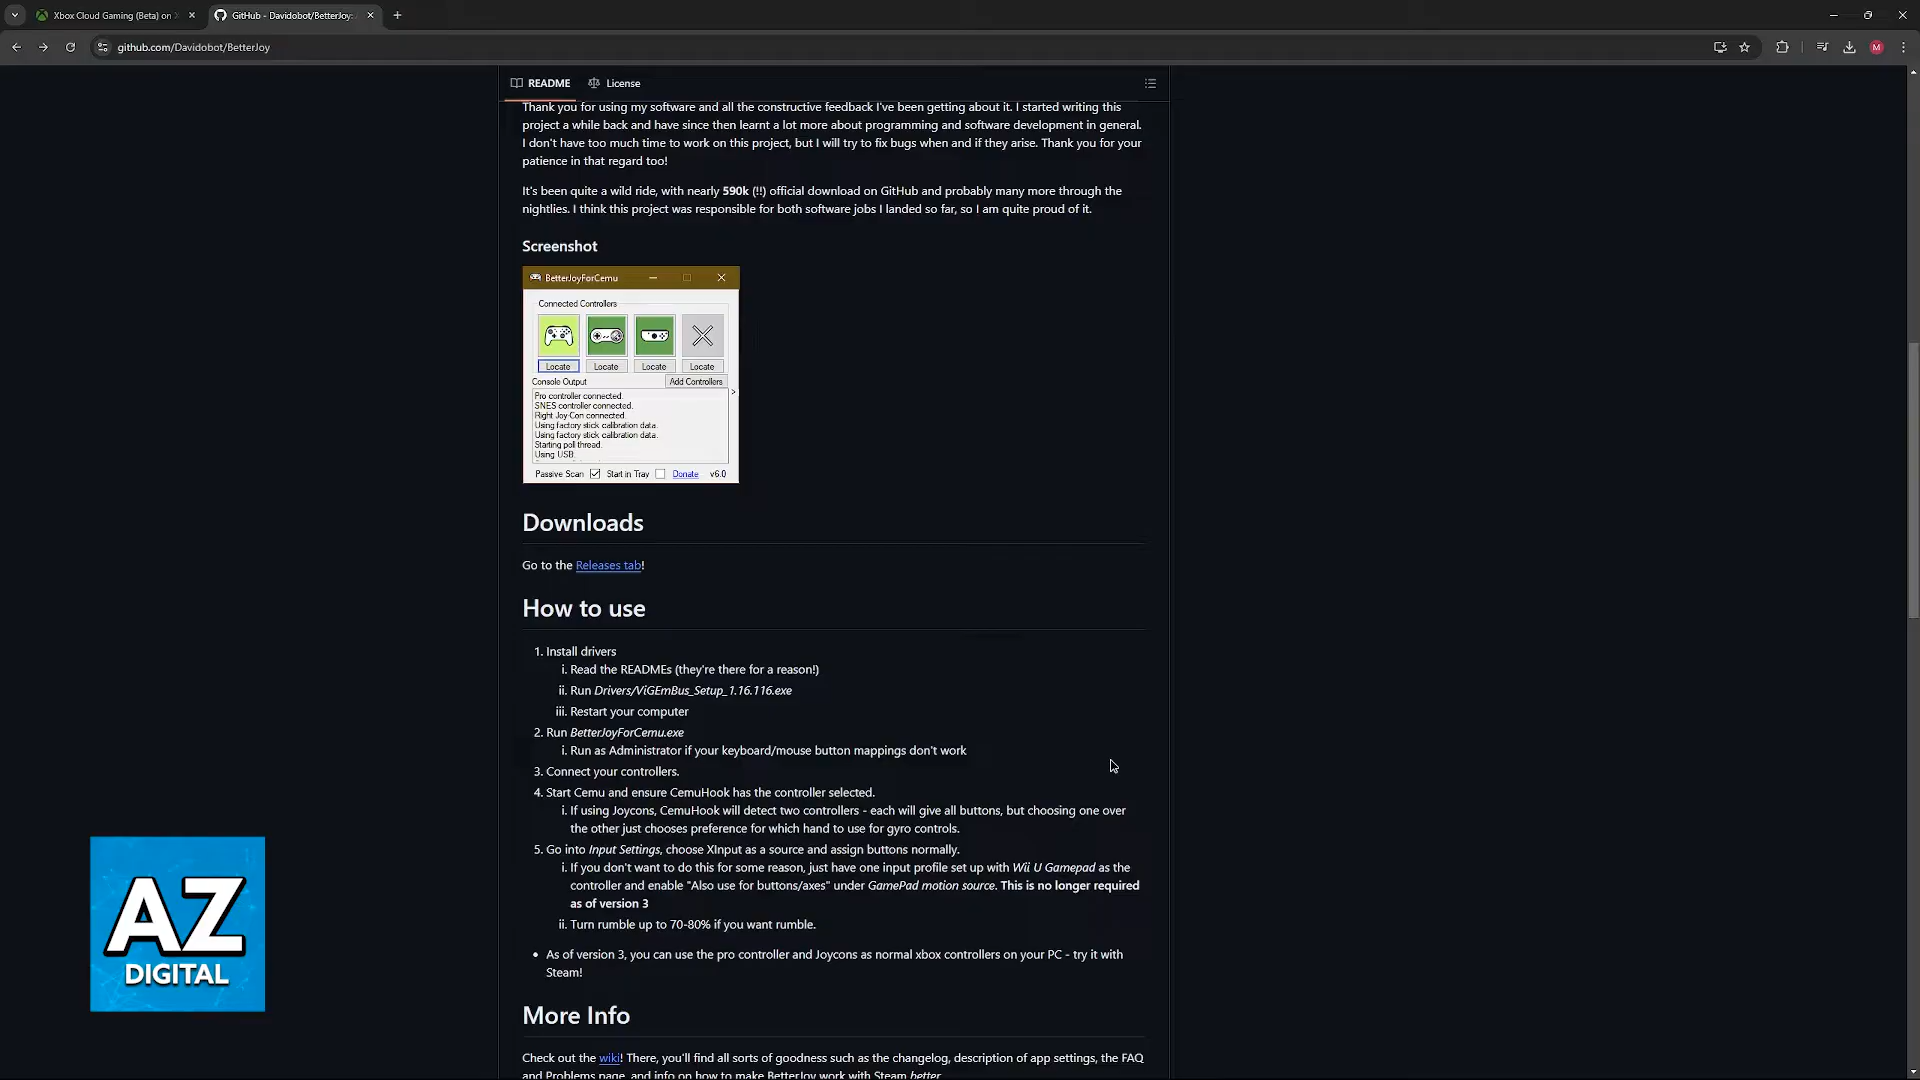 Xbox Cloud Gaming (Beta) on
GitHub - Davidobot/BetterJoy:
github.com/Davidobot/BetterJoy
M
README
License
Thank you for using my software and all the constructive feedback I've been getting about it. I started writing this
project a while back and have since then learnt a lot more about programming and software development in general.
I don't have too much time to work on this project, but I will try to fix bugs when and if they arise. Thank you for your
patience in that regard too!
It's been quite a wild ride, with nearly 590k (!!) official download on GitHub and probably many more through the
nightlies. I think this project was responsible for both software jobs I landed so far, so I am quite proud of it.
Screenshot
BetterJoyForCemu
Connected Controllers
Locate Locate Locate Locate
Console Output Add Controllers
>
Pro controller connected.
SNES controller connected.
Right Joy-Con connected.
Using factory stick calibration data.
Using factory stick calibration data.
Starting poll thread.
Using USB.
Passive Scan Start in Tray Donate v6.0
Downloads
Go to the Releases tab!
How to use
1. Install drivers
i. Read the READMEs (they're there for a reason!)
ii. Run Drivers/ViGEmBus_Setup_1.16.116.exe
iii. Restart your computer
2. Run BetterJoyForCemu.exe
i. Run as Administrator if your keyboard/mouse button mappings don't work
3. Connect your controllers.
4. Start Cemu and ensure CemuHook has the controller selected.
i. If using Joycons, CemuHook will detect two controllers - each will give all buttons, but choosing one over
the other just chooses preference for which hand to use for gyro controls.
5. Go into Input Settings, choose XInput as a source and assign buttons normally.
i. If you don't want to do this for some reason, just have one input profile set up with Wii U Gamepad as the
controller and enable "Also use for buttons/axes" under GamePad motion source. This is no longer required
as of version 3
ii. Turn rumble up to 70-80% if you want rumble.
• As of version 3, you can use the pro controller and Joycons as normal xbox controllers on your PC - try it with
Steam!
AZ
DIGITAL
More Info
Check out the wiki! There, you'll find all sorts of goodness such as the changelog, description of app settings, the FAQ
and Problems page, and info on how to make BetterJoy work with Steam better.